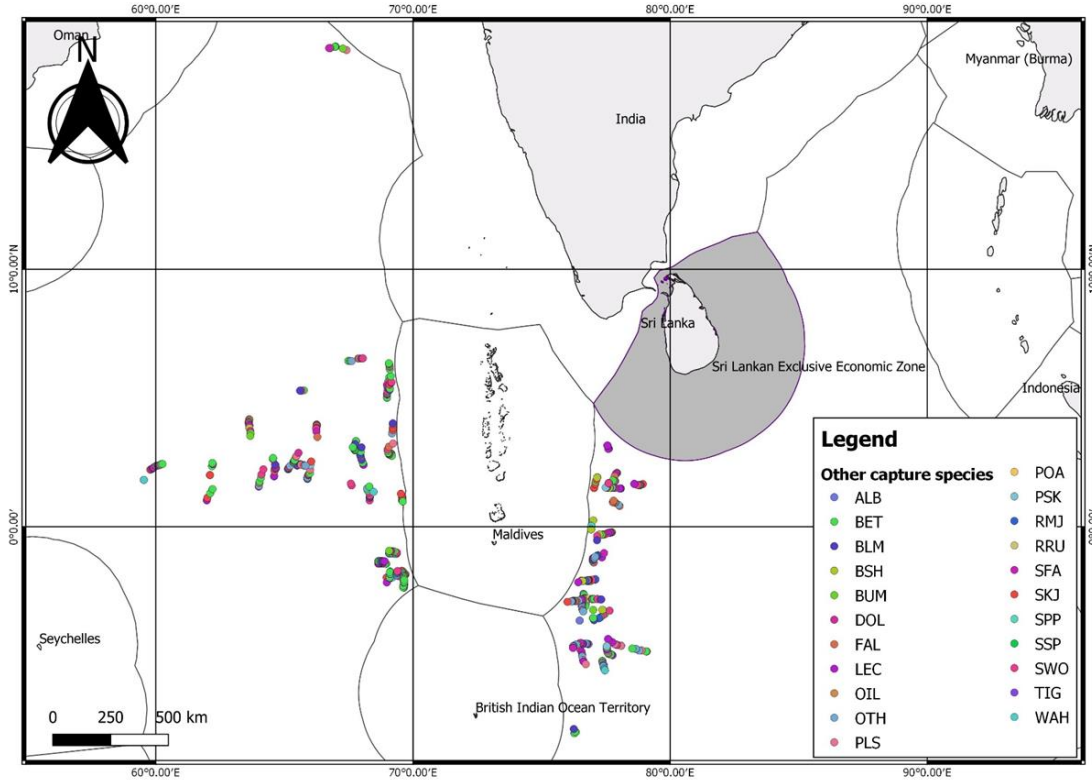 60°0.00'E 70°0.00'E 80°0.00'E 90°0.00'E
Oman
N
Myanmar (Burma)
India
10°0.00'N
Sri Lanka
Sri Lankan Exclusive Economic Zone
Indonesia
0°0.00'
Maldives
Seychelles
British Indian Ocean Territory
0 250 500 km
Legend
Other capture species
ALB
BET
BLM
BSH
BUM
DOL
FAL
LEC
OIL
OTH
PLS
POA
PSK
RMJ
RRU
SFA
SKJ
SPP
SSP
SWO
TIG
WAH
60°0.00'E 70°0.00'E 80°0.00'E 90°0.00'E